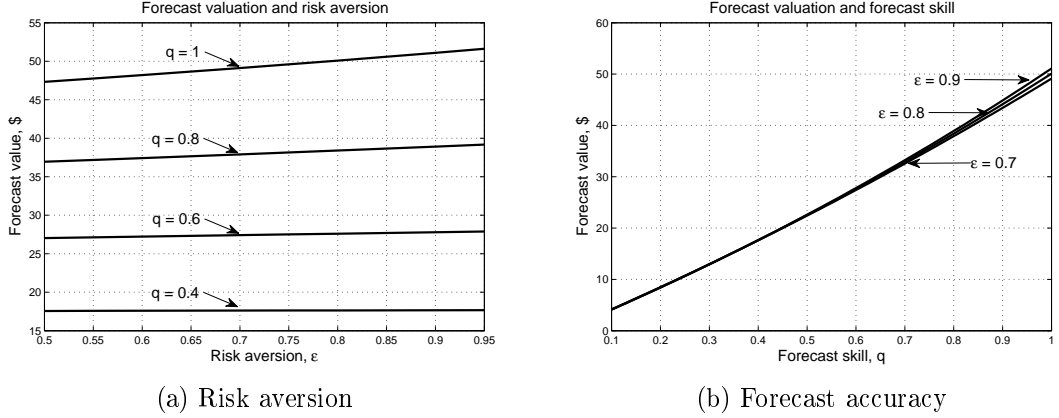 Forecast valuation and risk aversion
55
50
45
40
35
30
25
20
15
Forecast value, $
q = 1
q = 0.8
q = 0.6
q = 0.4
0.5 0.55 0.6 0.65 0.7 0.75 0.8 0.85 0.9 0.95
Risk aversion, ε
(a) Risk aversion
Forecast valuation and forecast skill
60
50
40
30
20
10
0
Forecast value, $
ε = 0.9
ε = 0.8
ε = 0.7
0.1 0.2 0.3 0.4 0.5 0.6 0.7 0.8 0.9 1
Forecast skill, q
(b) Forecast accuracy